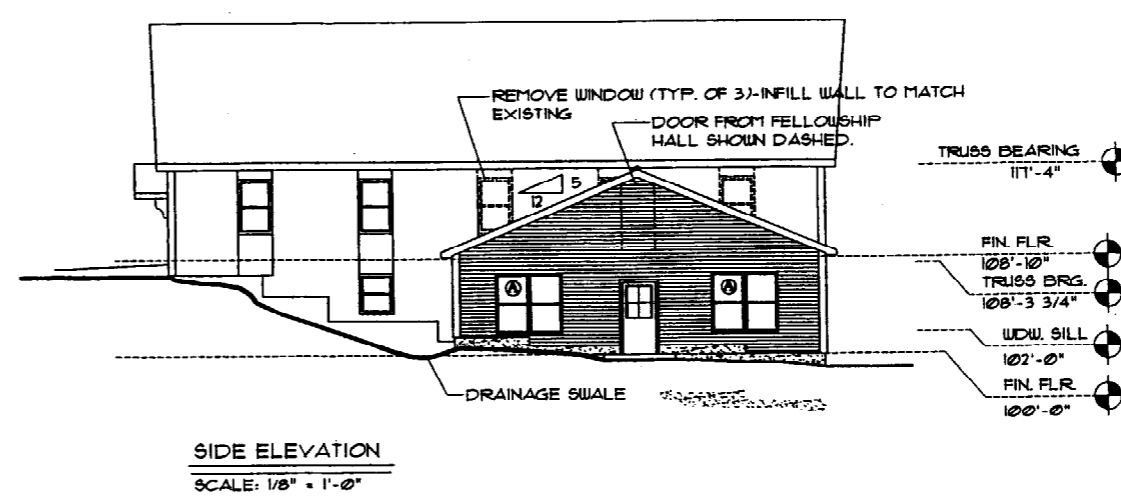 REMOVE WINDOW (TYP. OF 3)-INFILL WALL TO MATCH
EXISTING
DOOR FROM FELLOWSHIP
HALL SHOWN DASHED.
TRUSS BEARING
117'-4"
5
12
FIN. FLR.
108'-10"
TRUSS BRG.
108'-3 3/4"
A
A
WDW. SILL
102'-0"
FIN. FLR.
100'-0"
DRAINAGE SWALE
SIDE ELEVATION
SCALE: 1/8" = 1'-0"